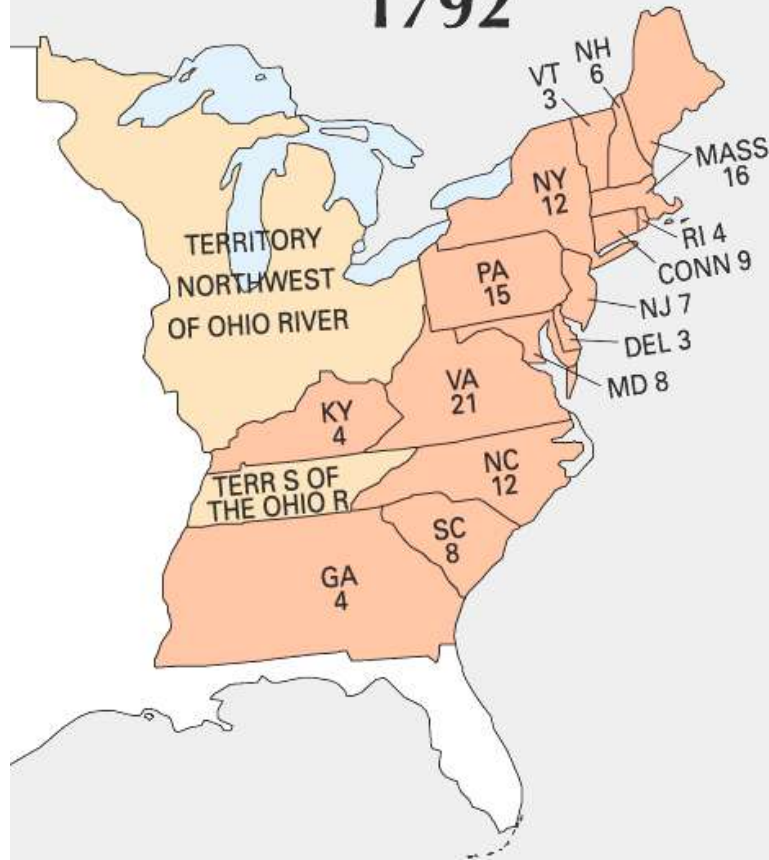 1792
NH
6
VT
3
MASS
16
NY
12
RI 4
CONN 9
TERRITORY
NORTHWEST
OF OHIO RIVER
PA
15
NJ 7
DEL 3
MD 8
VA
21
KY
4
NC
12
TERR S OF
THE OHIO R
SC
8
GA
4